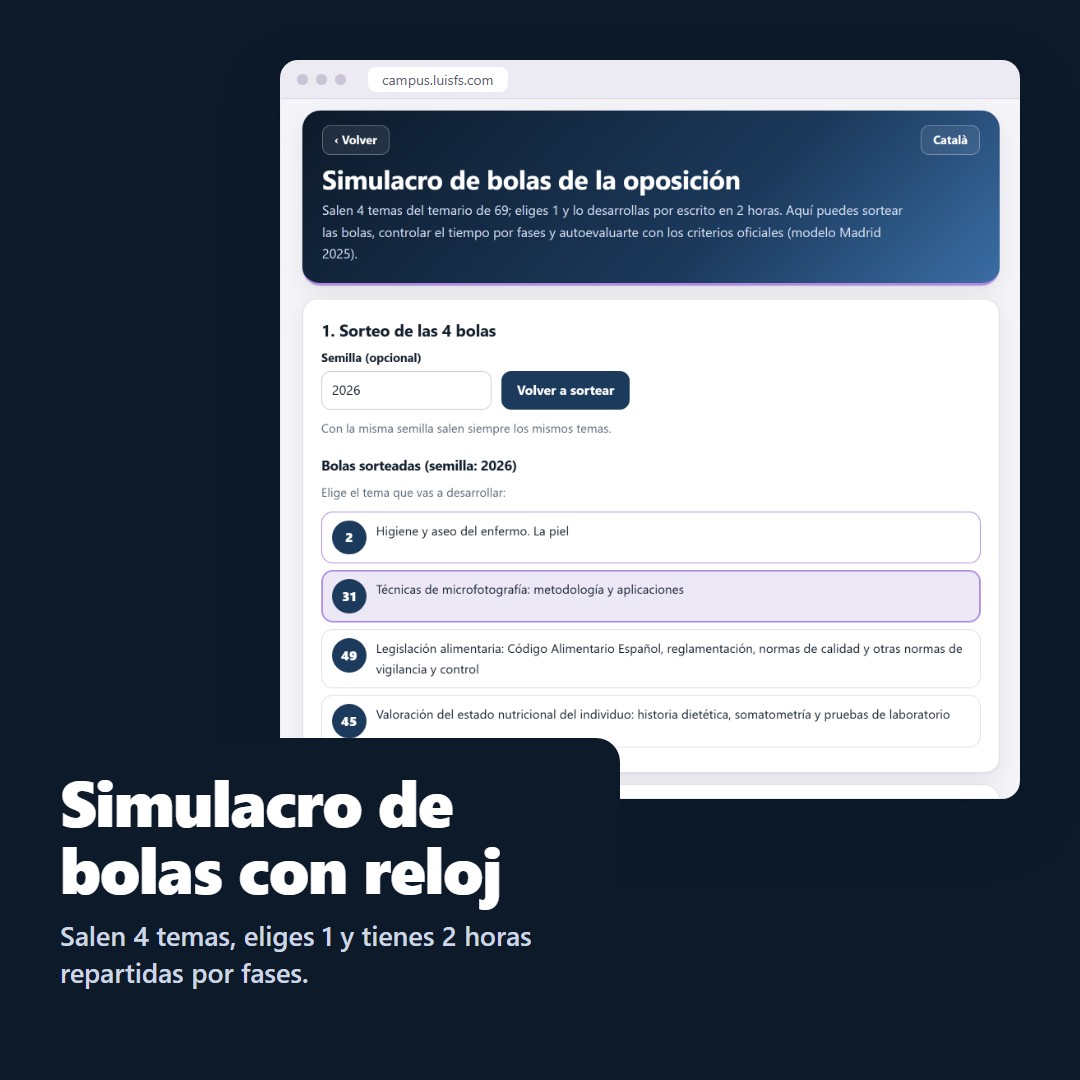 campus.luisfs.com
‹ Volver
Català
Simulacro de bolas de la oposición
Salen 4 temas del temario de 69; eliges 1 y lo desarrollas por escrito en 2 horas. Aquí puedes sortear
las bolas, controlar el tiempo por fases y autoevaluarte con los criterios oficiales (modelo Madrid
2025).
1. Sorteo de las 4 bolas
Semilla (opcional)
2026
Volver a sortear
Con la misma semilla salen siempre los mismos temas.
Bolas sorteadas (semilla: 2026)
Elige el tema que vas a desarrollar:
2 Higiene y aseo del enfermo. La piel
31 Técnicas de microfotografía: metodología y aplicaciones
49 Legislación alimentaria: Código Alimentario Español, reglamentación, normas de calidad y otras normas de
vigilancia y control
45 Valoración del estado nutricional del individuo: historia dietética, somatometría y pruebas de laboratorio
Simulacro de
bolas con reloj
Salen 4 temas, eliges 1 y tienes 2 horas
repartidas por fases.